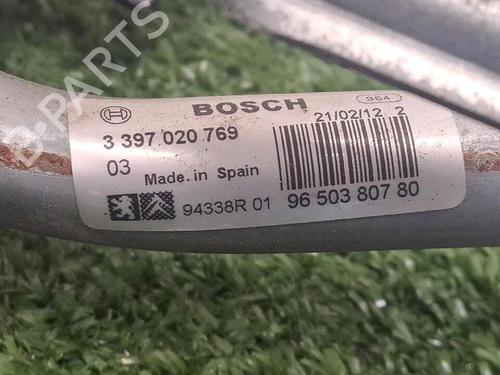 B-PARTS
BOSCH
964
3 397 020 769
21/02/12 2
03
Made.in Spain
94338R 01
96 503 807 80